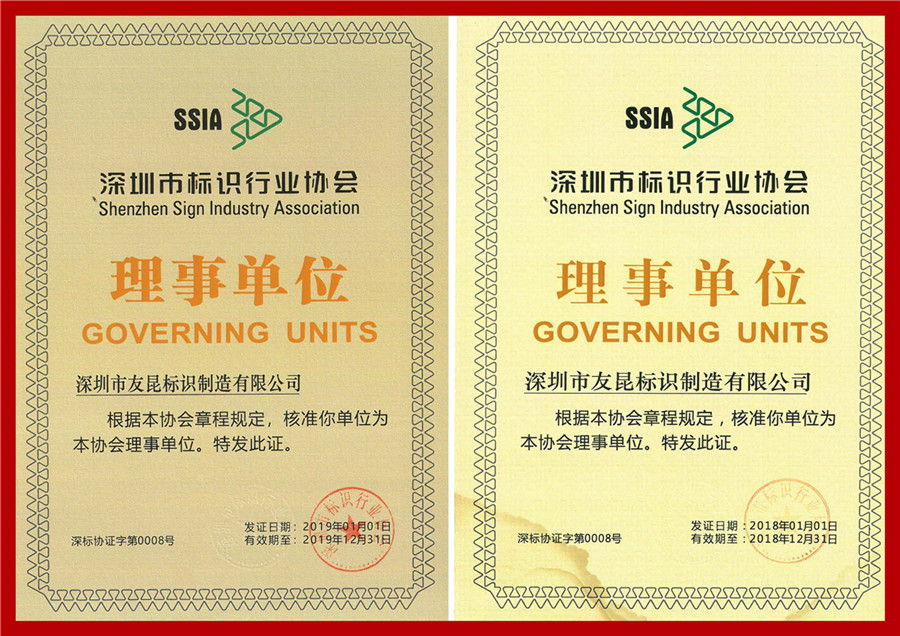 SSIA
深圳市标识行业协会
Shenzhen Sign Industry Association
理事单位
GOVERNING UNITS
深圳市友昆标识制造有限公司
根据本协会章程规定，核准你单位为
本协会理事单位。特发此证。
发证日期：2019年01月01日
深标协证字第0008号
有效期至：2019年12月31日
标识行业
SSIA
深圳市标识行业协会
Shenzhen Sign Industry Association
理事单位
GOVERNING UNITS
深圳市友昆标识制造有限公司
根据本协会章程规定，核准你单位为
本协会理事单位。特发此证。
发证日期：2018年01月01日
深标协证字第0008号
有效期至：2018年12月31日
标识行业